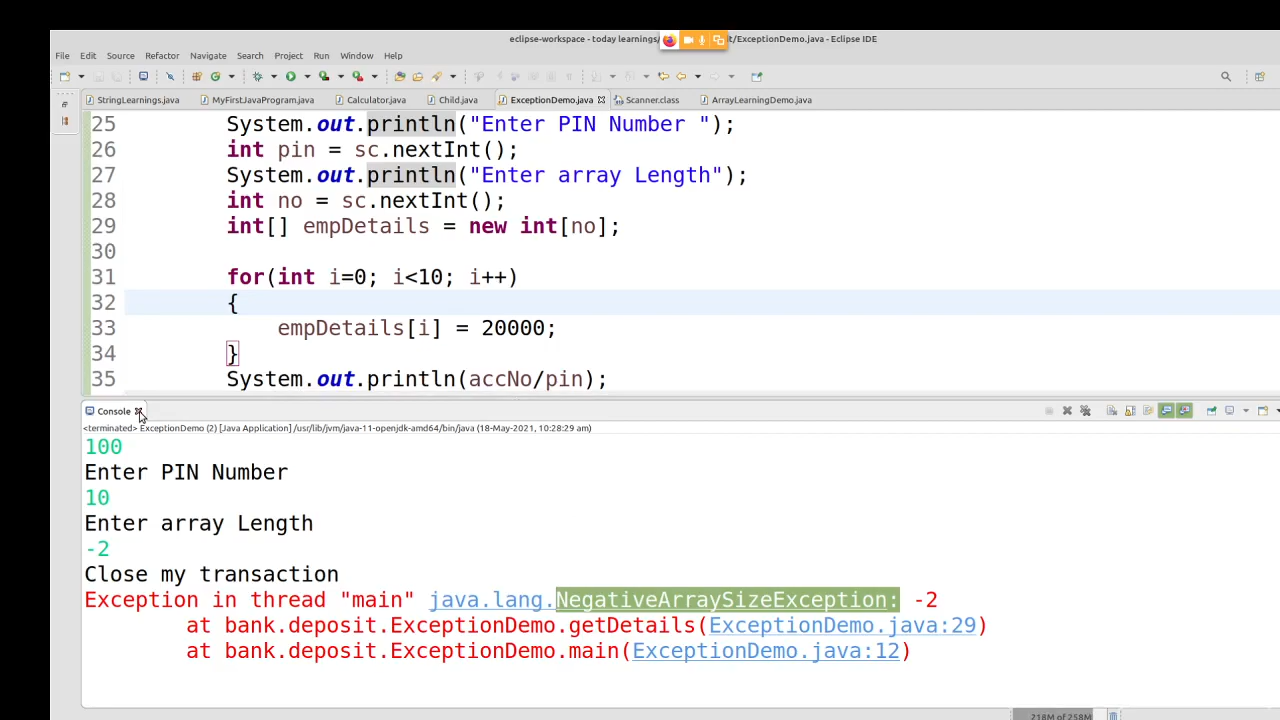 eclipse-workspace - today learnings/ t/ExceptionDemo.java - Eclipse IDE
File Edit Source Refactor Navigate Search Project Run Window Help
StringLearnings.java MyFirstJavaProgram.java Calculator.java Child.java ExceptionDemo.java Scanner.class ArrayLearningDemo.java
25 System.out.println("Enter PIN Number ");
26 int pin = sc.nextInt();
27 System.out.println("Enter array Length");
28 int no = sc.nextInt();
29 int[] empDetails = new int[no];
30
31 for(int i=0; i<10; i++)
32 {
33 empDetails[i] = 20000;
34 }
35 System.out.println(accNo/pin);
Console
<terminated> ExceptionDemo (2) [Java Application] /usr/lib/jvm/java-11-openjdk-amd64/bin/java (18-May-2021, 10:28:29 am)
100
Enter PIN Number
10
Enter array Length
-2
Close my transaction
Exception in thread "main" java.lang.NegativeArraySizeException: -2
at bank.deposit.ExceptionDemo.getDetails(ExceptionDemo.java:29)
at bank.deposit.ExceptionDemo.main(ExceptionDemo.java:12)
218M of 258M